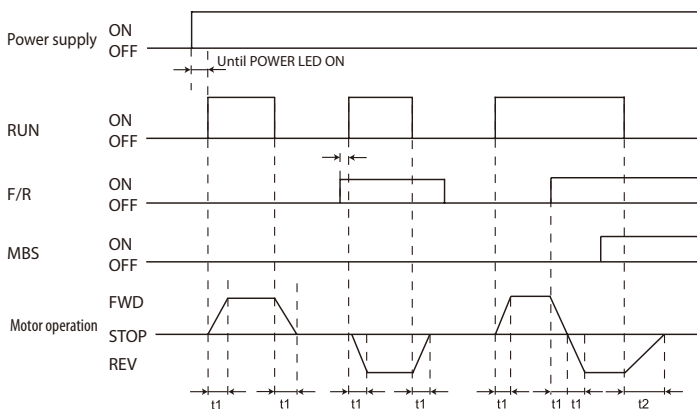 Power supply ON
OFF
Until POWER LED ON
RUN ON
OFF
F/R ON
OFF
MBS ON
OFF
Motor operation FWD
STOP
REV
t1 t1 t1 t1 t1 t1 t1 t2